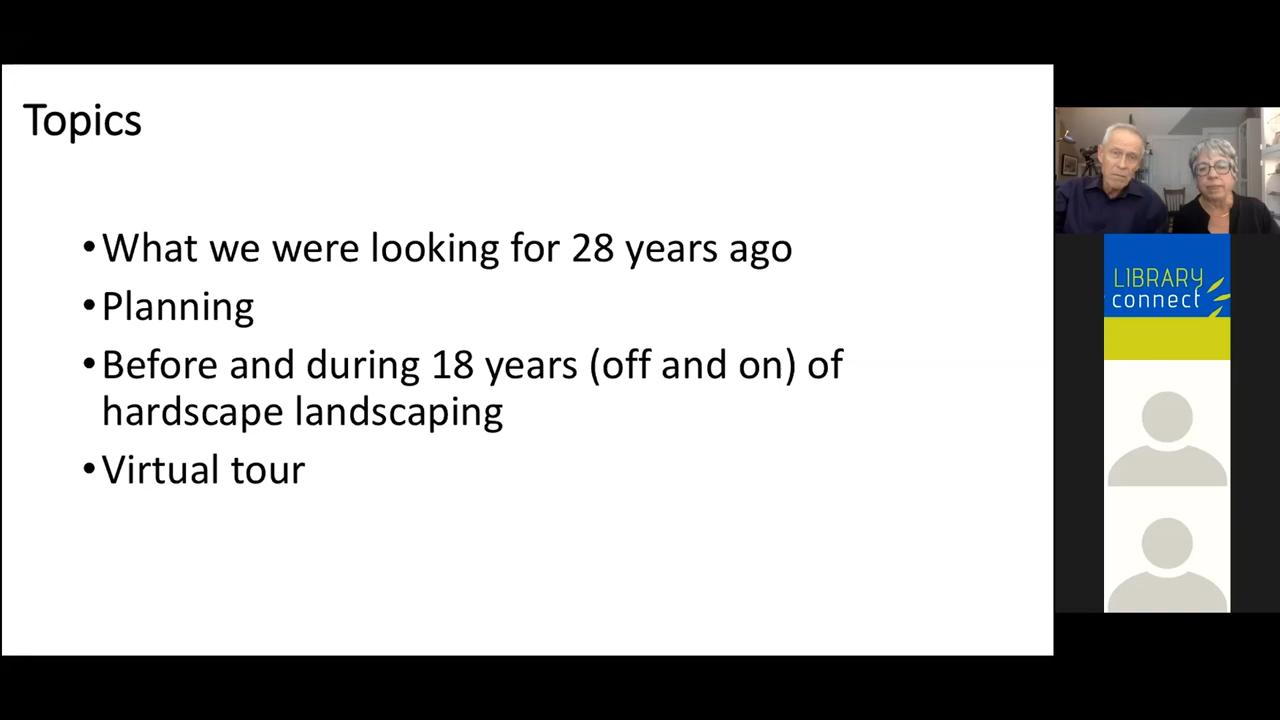 Topics
•What we were looking for 28 years ago
•Planning
•Before and during 18 years (off and on) of
hardscape landscaping
•Virtual tour
LIBRARY
connect